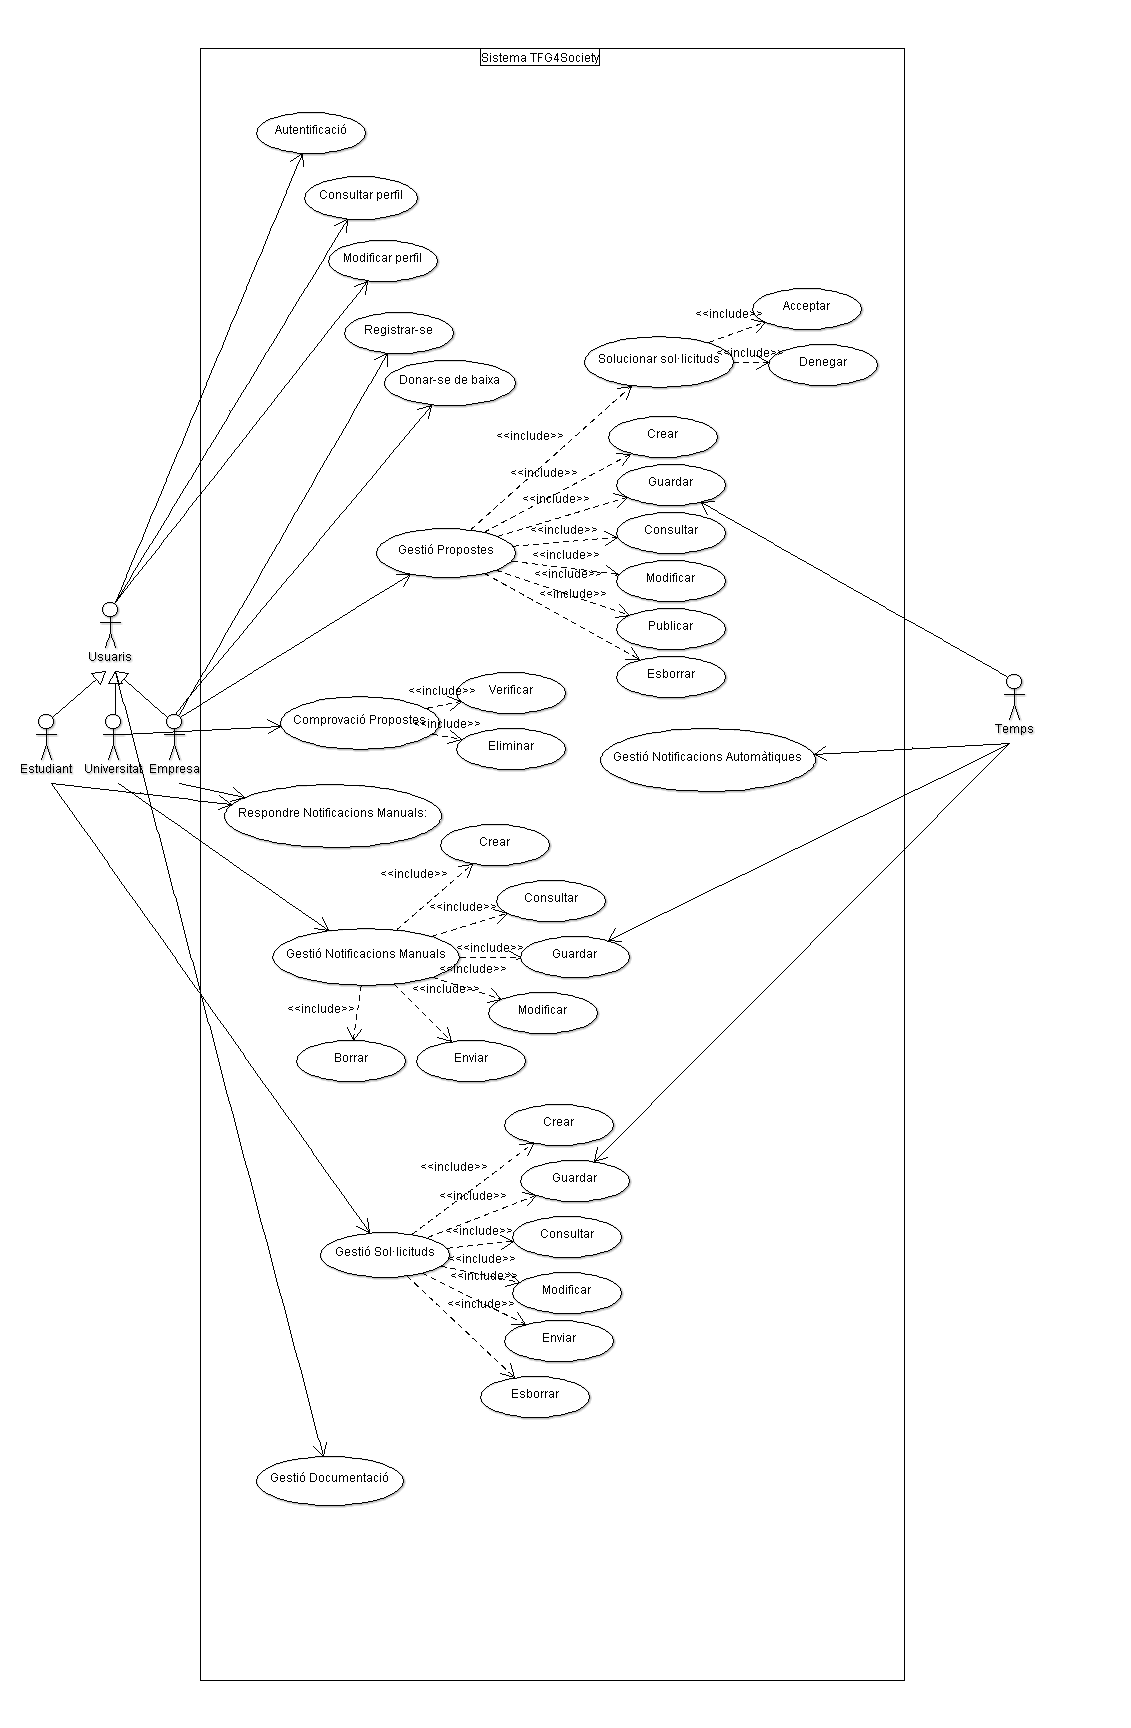 Sistema TFG4Society
Autentificació
Consultar perfil
Modificar perfil
Registrar-se
Donar-se de baixa
Acceptar
<<include>>
Solucionar sol·licituds
<<include>>
Denegar
<<include>>
Crear
<<include>>
Guardar
<<include>>
Consultar
<<include>>
Gestió Propostes
<<include>>
Modificar
<<include>>
<<include>>
Publicar
Esborrar
Usuaris
Estudiant
Universitat
Empresa
Temps
<<include>>
Verificar
Comprovació Propostes
<<include>>
Eliminar
Gestió Notificacions Automàtiques
Respondre Notificacions Manuals:
Crear
<<include>>
Consultar
<<include>>
Gestió Notificacions Manuals
<<include>>
Guardar
<<include>>
<<include>>
Modificar
<<include>>
Borrar
Enviar
Crear
<<include>>
Guardar
<<include>>
Consultar
<<include>>
Gestió Sol·licituds
<<include>>
<<include>>
Modificar
<<include>>
Enviar
Esborrar
Gestió Documentació